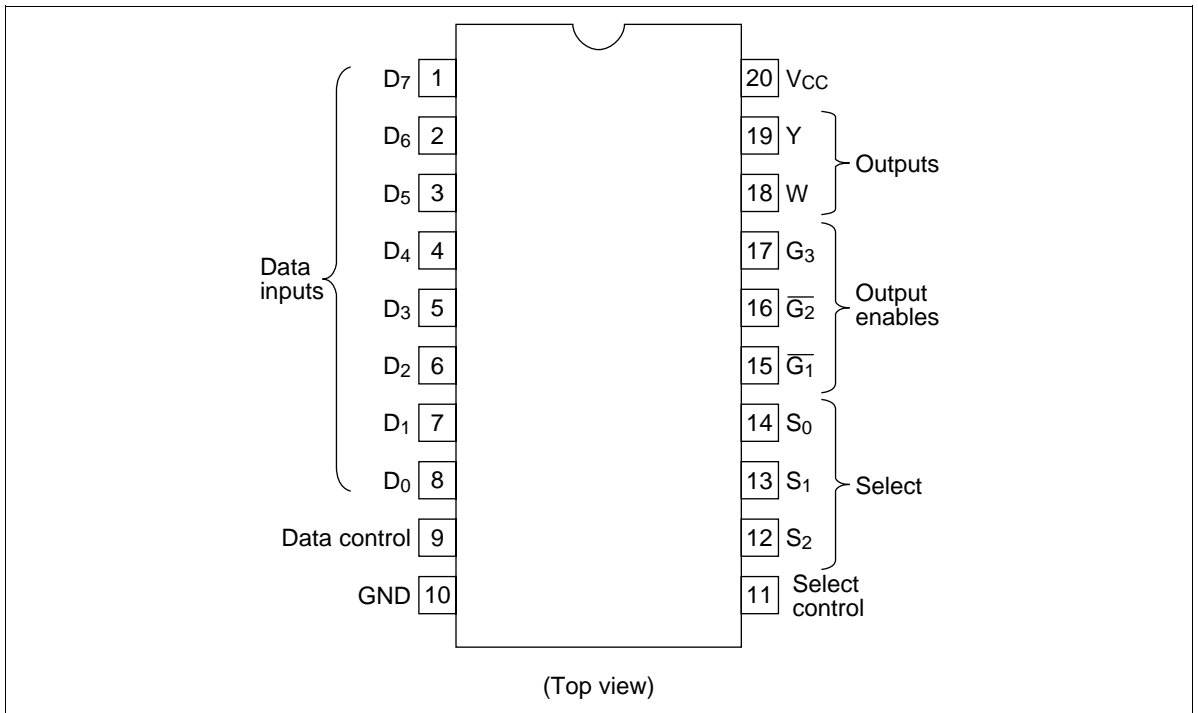 D7 1
D6 2
D5 3
D4 4
D3 5
D2 6
D1 7
D0 8
Data control 9
GND 10
Data
inputs
20 VCC
19 Y
18 W
17 G3
16 G̅2̅
15 G̅1̅
14 S0
13 S1
12 S2
11 Select
control
Outputs
Output
enables
Select
(Top view)